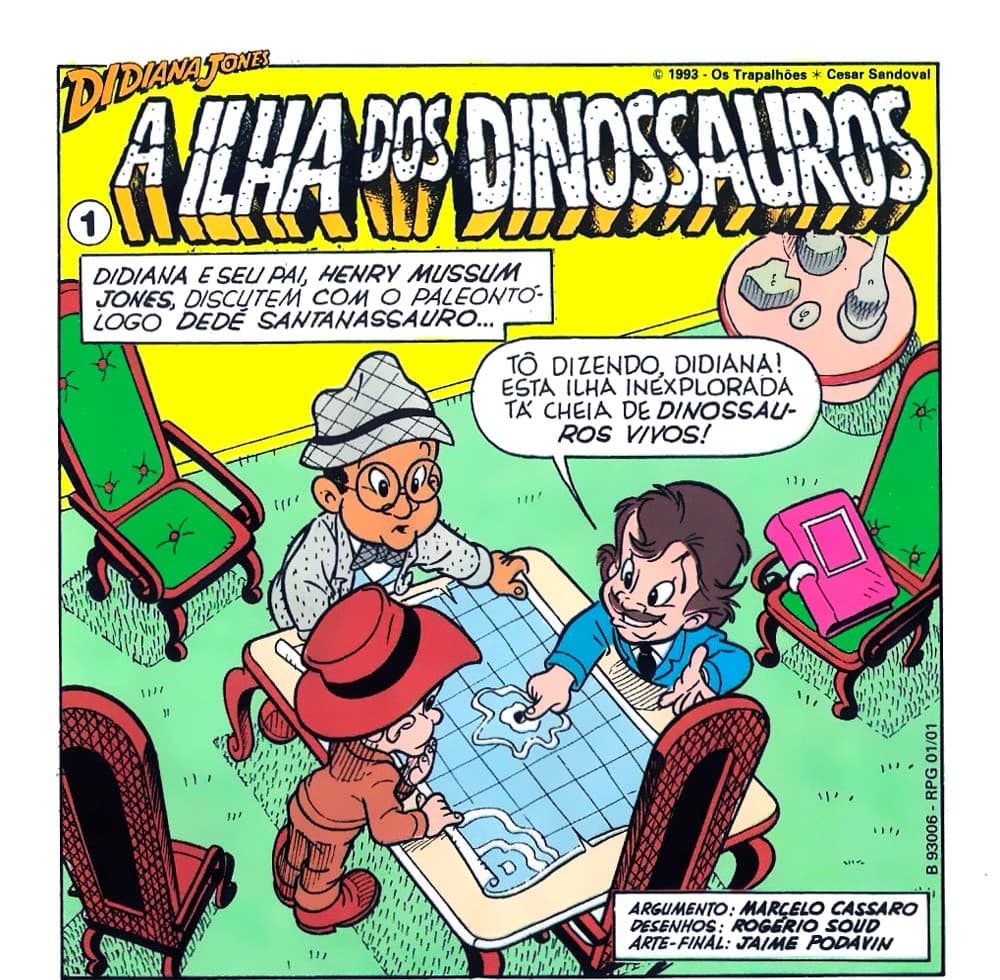 DIDIANA JONES
© 1993 - Os Trapalhões * Cesar Sandoval
A ILHA DOS DINOSSAUROS
1
DIDIANA E SEU PAI, HENRY MUSSUM
JONES, DISCUTEM COM O PALEONTÓ-
LOGO DEDÉ SANTANASSAURO...
TÔ DIZENDO, DIDIANA!
ESTA ILHA INEXPLORADA
TÁ CHEIA DE DINOSSAU-
ROS VIVOS!
B 93006 - RPG 01/01
ARGUMENTO: MARCELO CASSARO
DESENHOS: ROGÉRIO SOUD
ARTE-FINAL: JAIME PODAVIN